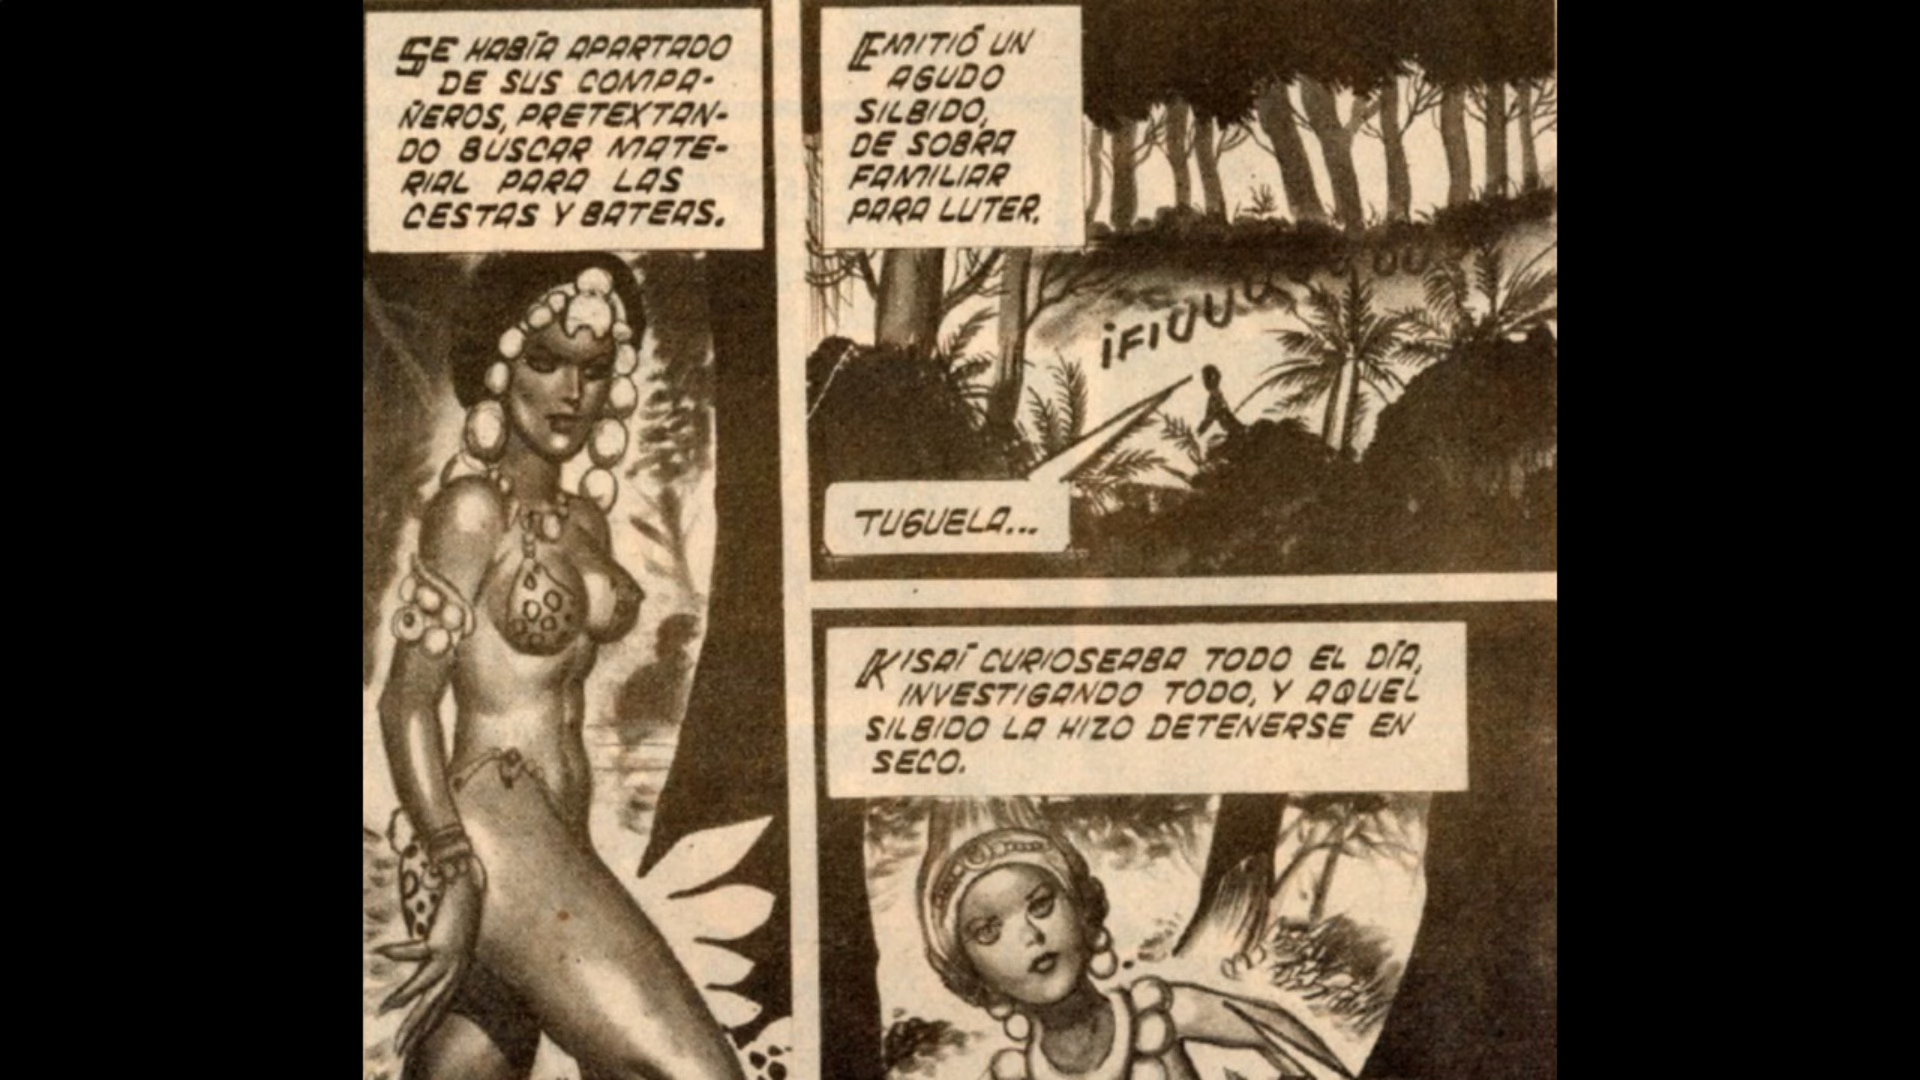 SE HABÍA APARTADO
DE SUS COMPA-
ÑEROS, PRETEXTAN-
DO BUSCAR MATE-
RIAL PARA LAS
CESTAS Y BATEAS.
EMITIÓ UN
AGUDO
SILBIDO,
DE SOBRA
FAMILIAR
PARA LUTER.
¡FIUUUUUUUU
TUGUELA...
KISAÍ CURIOSEABA TODO EL DÍA,
INVESTIGANDO TODO, Y AQUEL
SILBIDO LA HIZO DETENERSE EN
SECO.